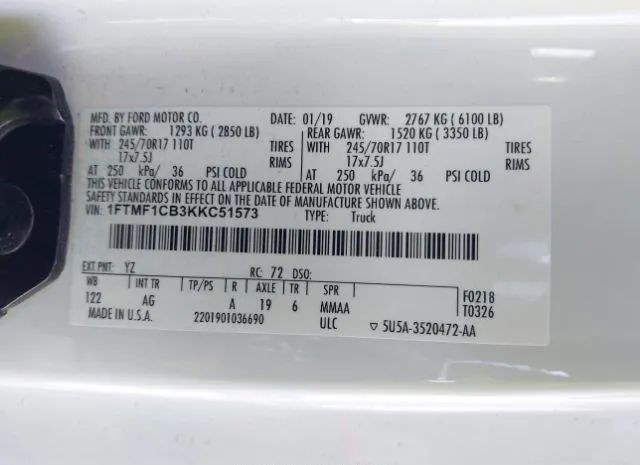 MFD. BY FORD MOTOR CO. DATE: 01/19 GVWR: 2767 KG ( 6100 LB)
FRONT GAWR: 1293 KG ( 2850 LB) REAR GAWR: 1520 KG ( 3350 LB)
WITH 245/70R17 110T TIRES WITH 245/70R17 110T TIRES
17x7.5J RIMS 17x7.5J RIMS
AT 250 kPa/ 36 PSI COLD AT 250 kPa/ 36 PSI COLD
THIS VEHICLE CONFORMS TO ALL APPLICABLE FEDERAL MOTOR VEHICLE
SAFETY STANDARDS IN EFFECT ON THE DATE OF MANUFACTURE SHOWN ABOVE.
VIN: 1FTMF1CB3KKC51573 TYPE: Truck
EXT PNT: YZ RC: 72 DSO:
WB INT TR TP/PS R AXLE TR SPR F0218
122 AG A 19 6 MMAA T0326
MADE IN U.S.A. 2201901036690 ULC ▽ 5U5A-3520472-AA